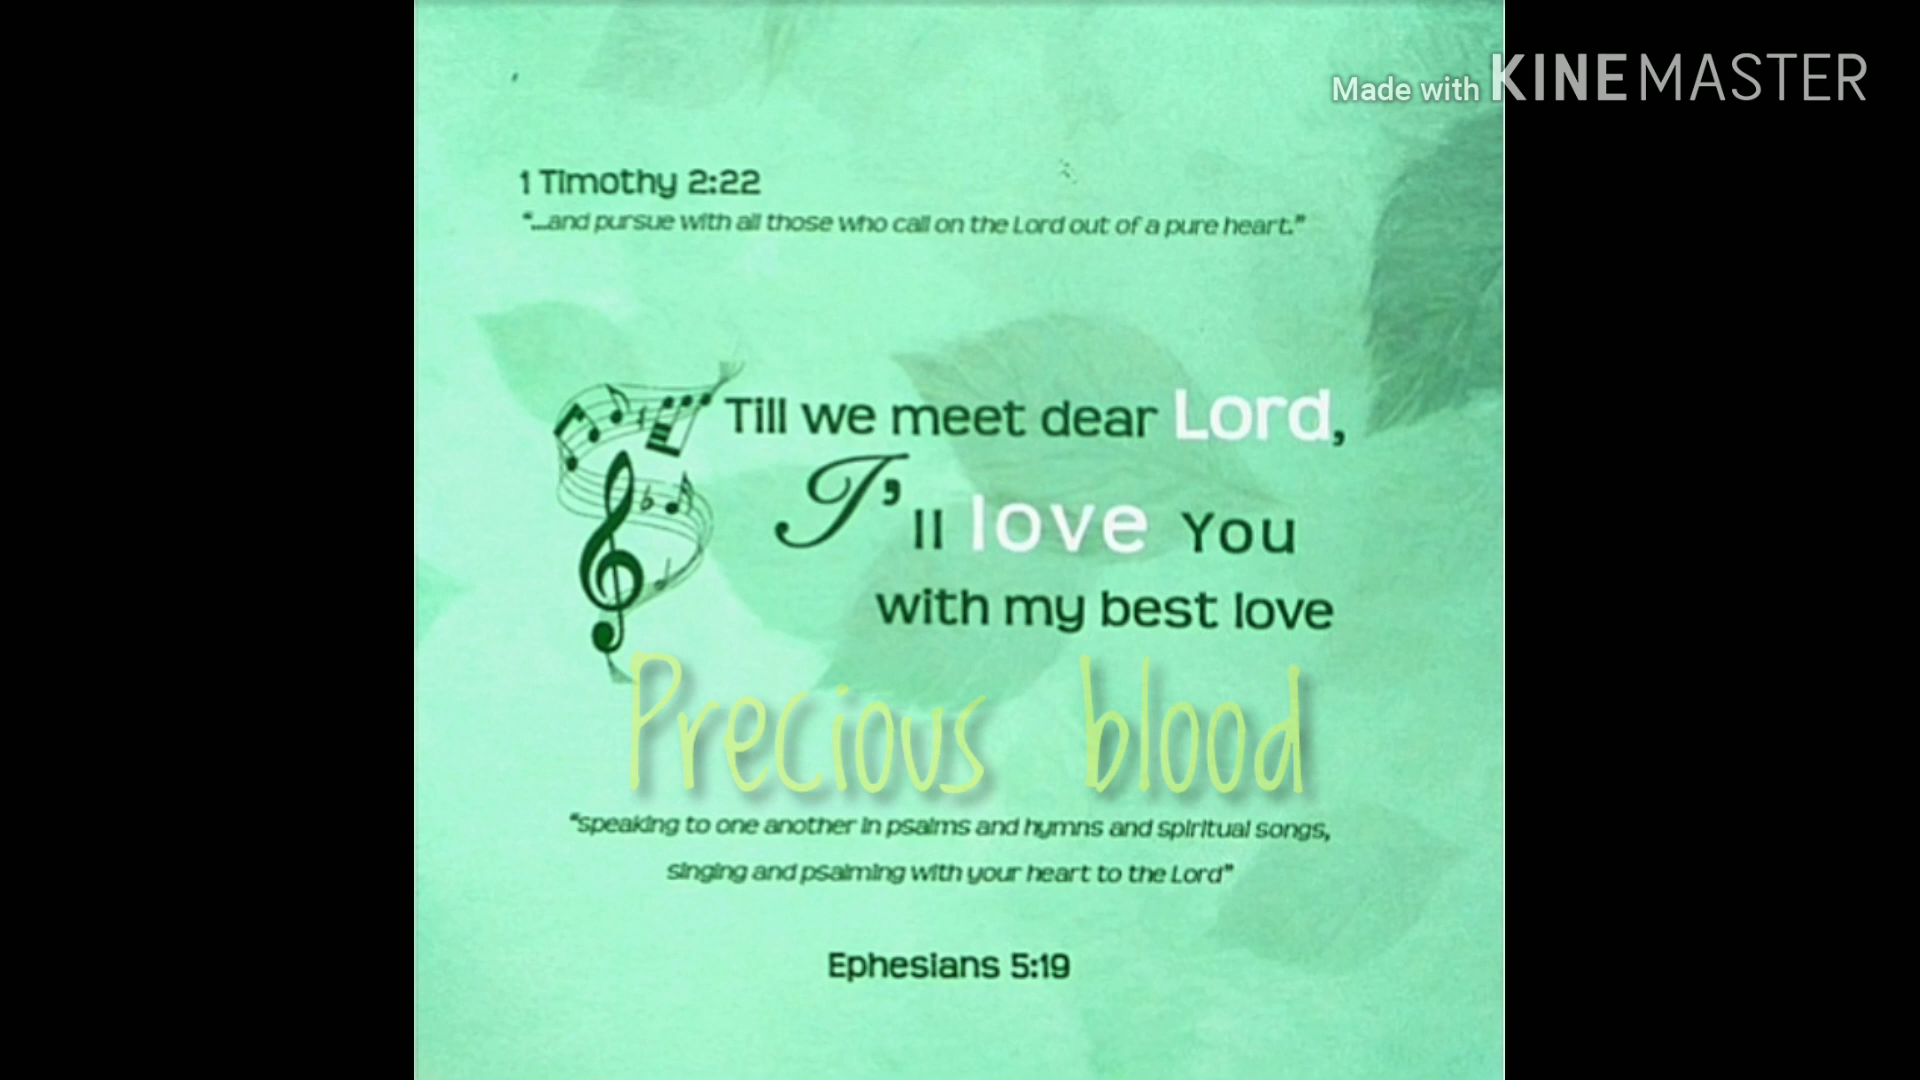 Made with KINEMASTER
1 Timothy 2:22
"...and pursue with all those who call on the Lord out of a pure heart."
Till we meet dear Lord,
I'll love You
with my best love
Precious blood
"speaking to one another in psalms and hymns and spiritual songs,
singing and psalming with your heart to the Lord"
Ephesians 5:19